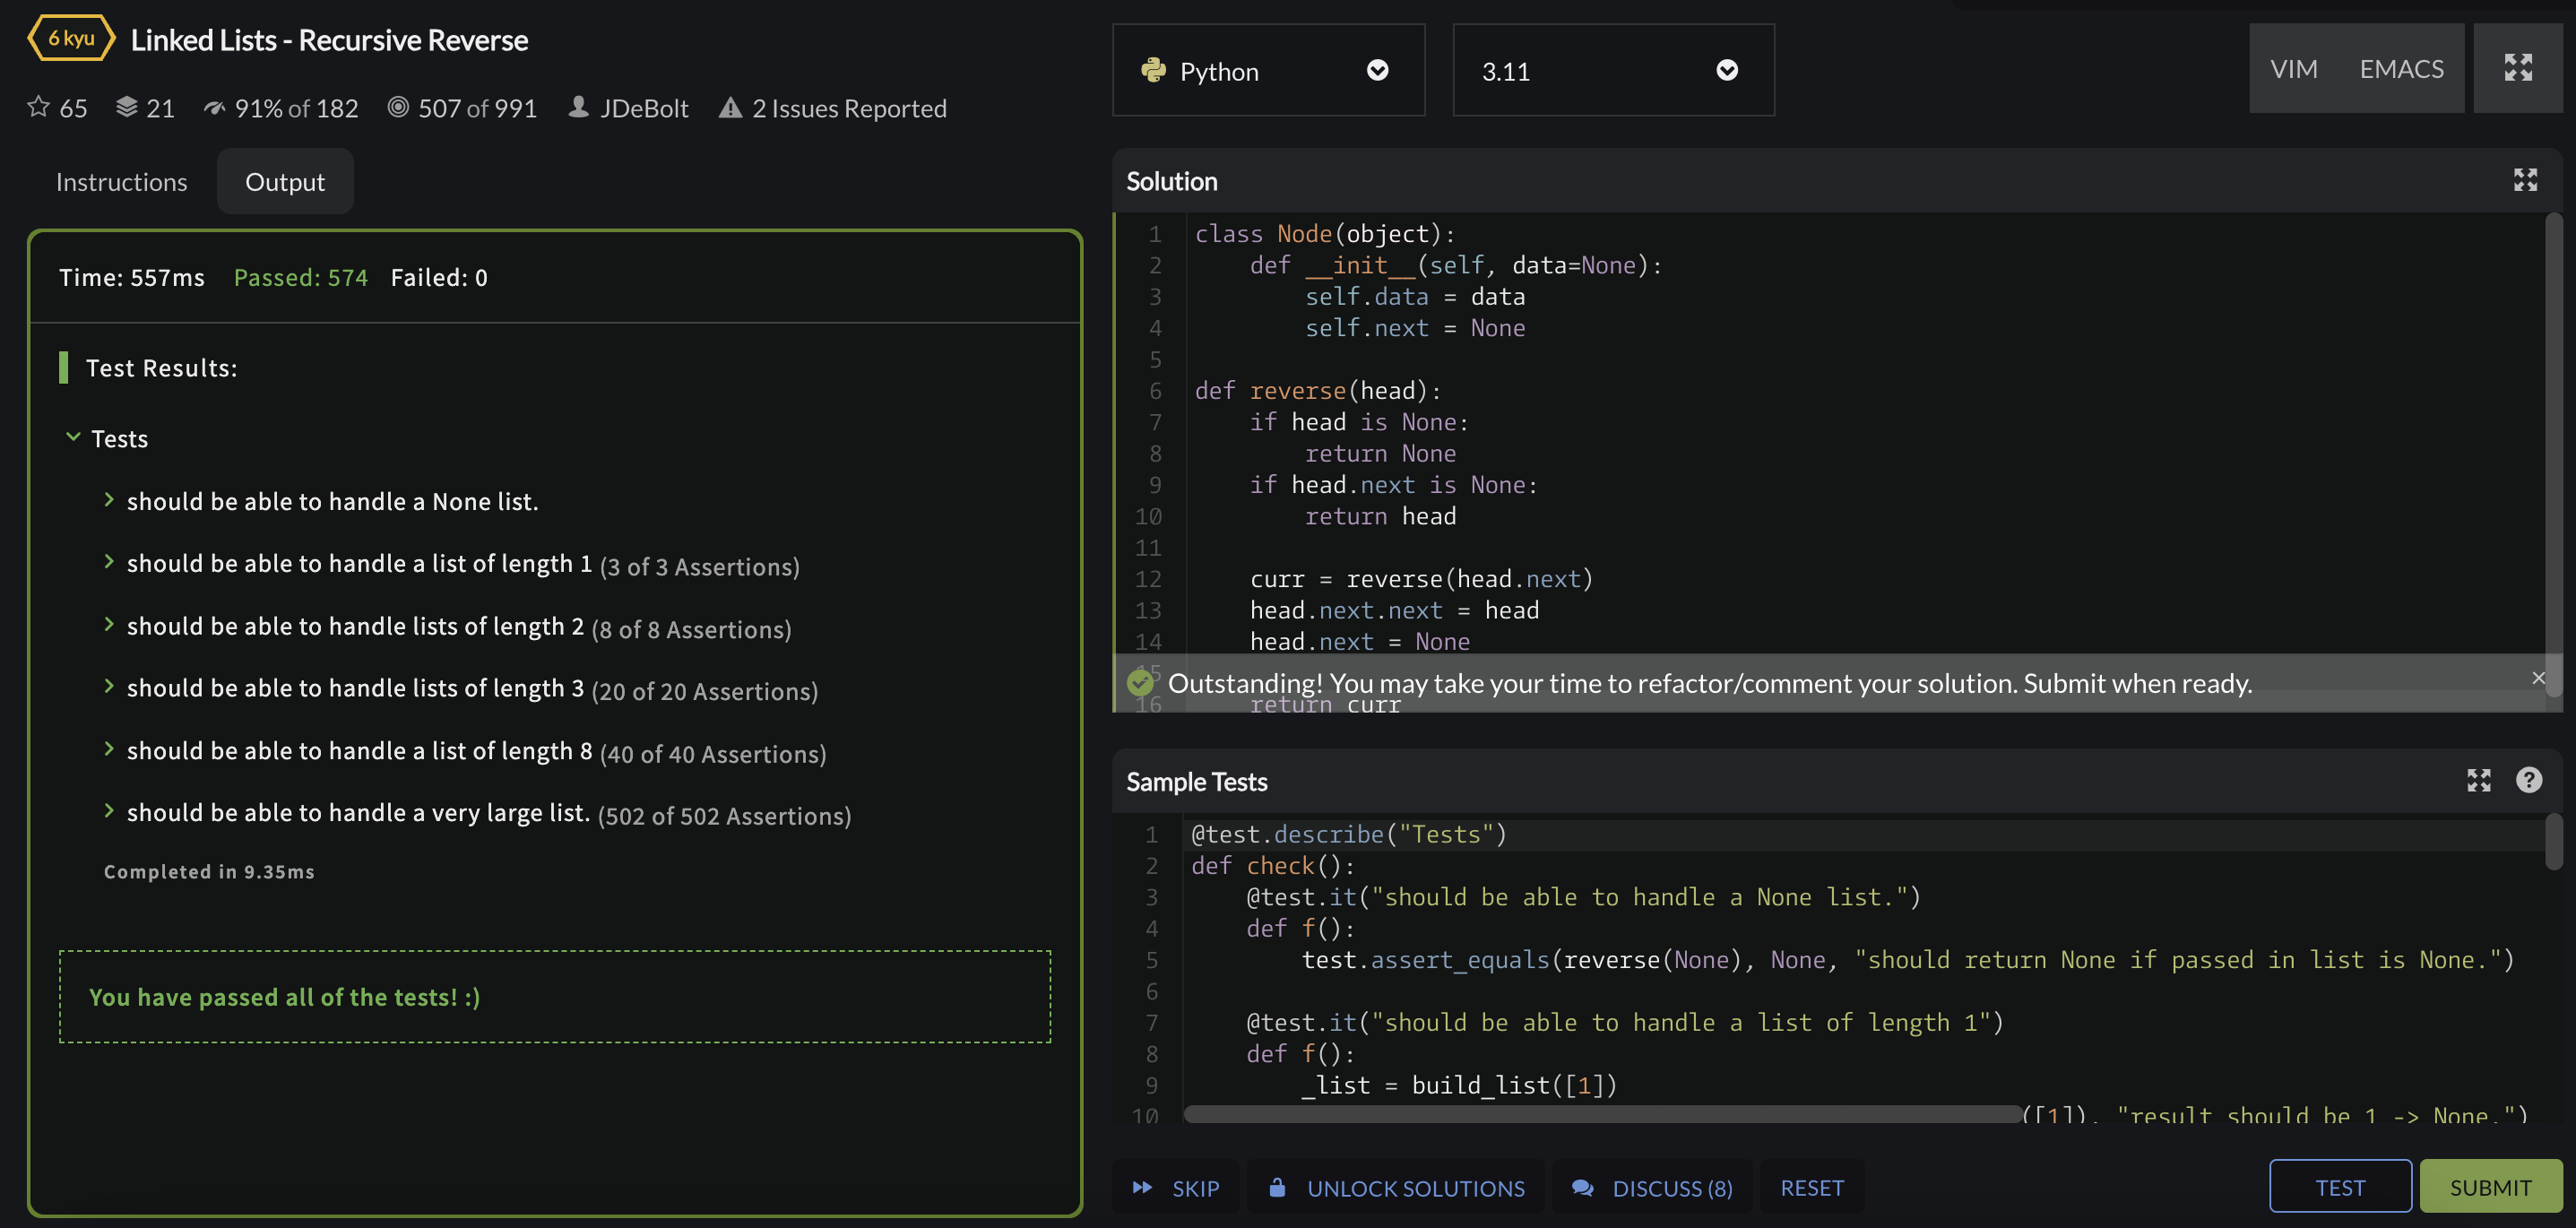 6 kyu Linked Lists - Recursive Reverse
65 21 91% of 182 507 of 991 JDeBolt 2 Issues Reported
Instructions Output
Time: 557ms Passed: 574 Failed: 0
Test Results:
Tests
should be able to handle a None list.
should be able to handle a list of length 1 (3 of 3 Assertions)
should be able to handle lists of length 2 (8 of 8 Assertions)
should be able to handle lists of length 3 (20 of 20 Assertions)
should be able to handle a list of length 8 (40 of 40 Assertions)
should be able to handle a very large list. (502 of 502 Assertions)
Completed in 9.35ms
You have passed all of the tests! :)
Python 3.11 VIM EMACS
Solution
1 class Node(object):
2     def __init__(self, data=None):
3         self.data = data
4         self.next = None
5
6 def reverse(head):
7     if head is None:
8         return None
9     if head.next is None:
10         return head
11
12     curr = reverse(head.next)
13     head.next.next = head
14     head.next = None
15
Outstanding! You may take your time to refactor/comment your solution. Submit when ready.
16     return curr
Sample Tests
1 @test.describe("Tests")
2 def check():
3     @test.it("should be able to handle a None list.")
4     def f():
5         test.assert_equals(reverse(None), None, "should return None if passed in list is None.")
6
7     @test.it("should be able to handle a list of length 1")
8     def f():
9         _list = build_list([1])
10 ([1]), "result should be 1 -> None.")
SKIP UNLOCK SOLUTIONS DISCUSS (8) RESET TEST SUBMIT